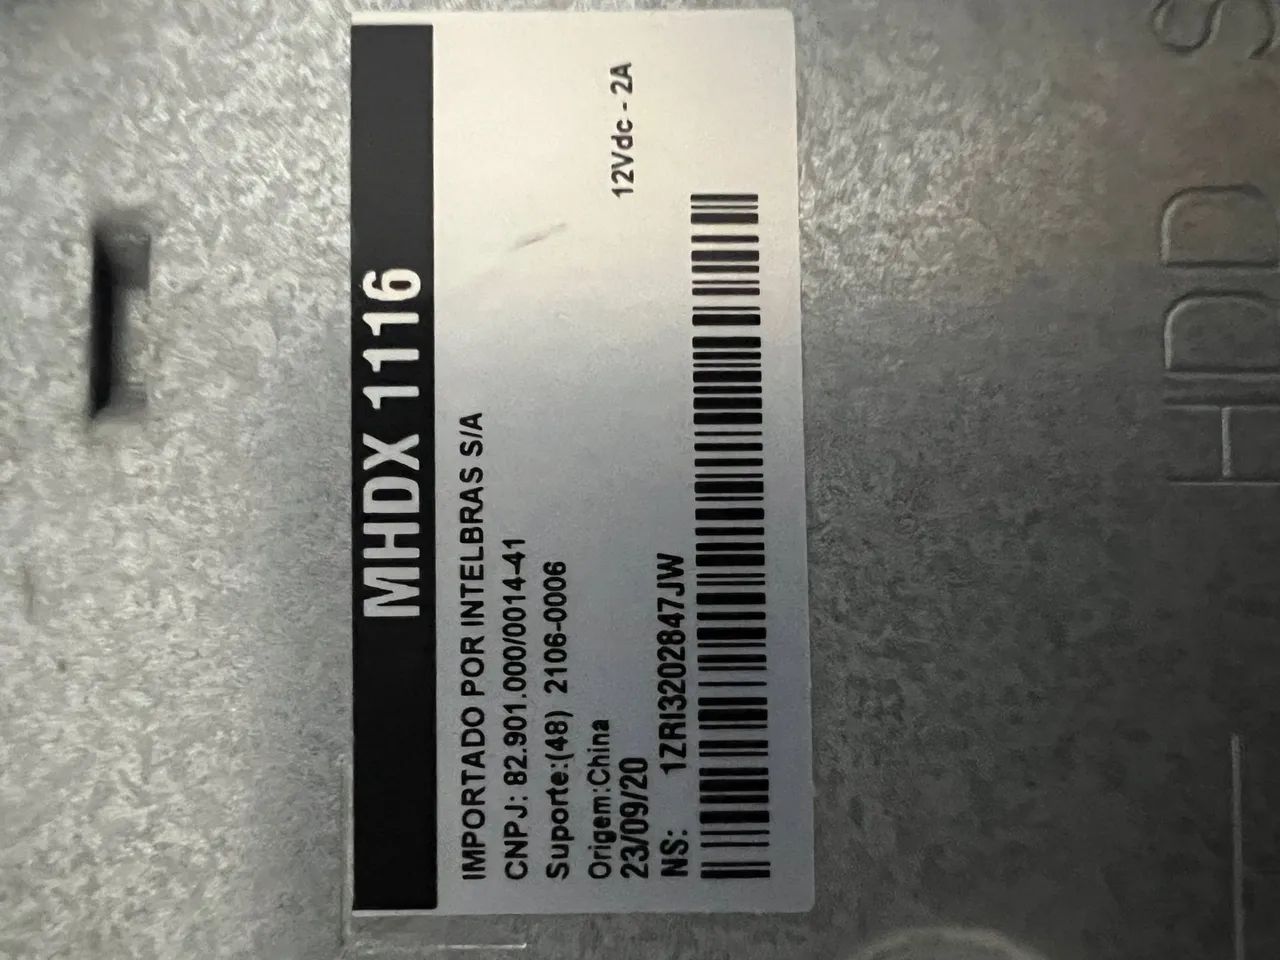 MHDX 1116
IMPORTADO POR INTELBRAS S/A
CNPJ: 82.901.000/0014-41
Suporte:(48) 2106-0006
Origem:China
12Vdc - 2A
23/09/20
NS: 1ZRI3202847JW
HDD S